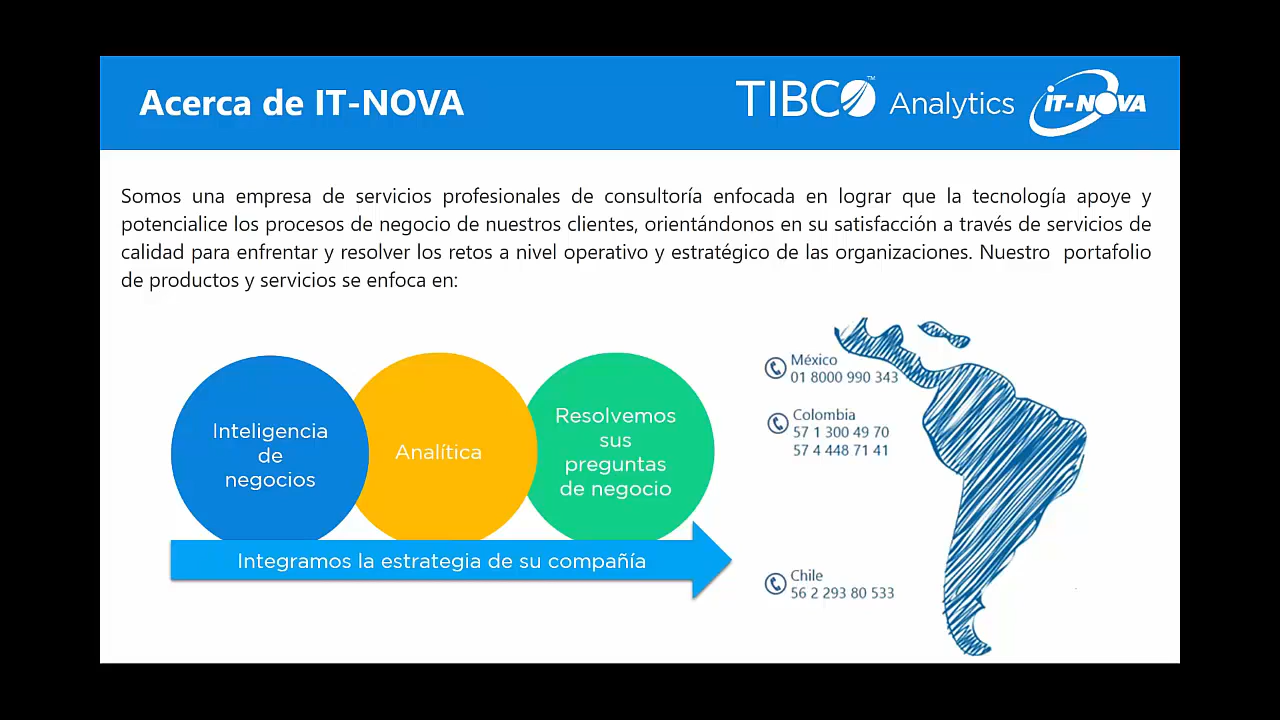 Acerca de IT-NOVA
TIBCO™ Analytics
IT-NOVA
Somos una empresa de servicios profesionales de consultoría enfocada en lograr que la tecnología apoye y
potencialice los procesos de negocio de nuestros clientes, orientándonos en su satisfacción a través de servicios de
calidad para enfrentar y resolver los retos a nivel operativo y estratégico de las organizaciones. Nuestro portafolio
de productos y servicios se enfoca en:
Inteligencia
de
negocios
Analítica
Resolvemos
sus
preguntas
de negocio
Integramos la estrategia de su compañía
México
01 8000 990 343
Colombia
57 1 300 49 70
57 4 448 71 41
Chile
56 2 293 80 533